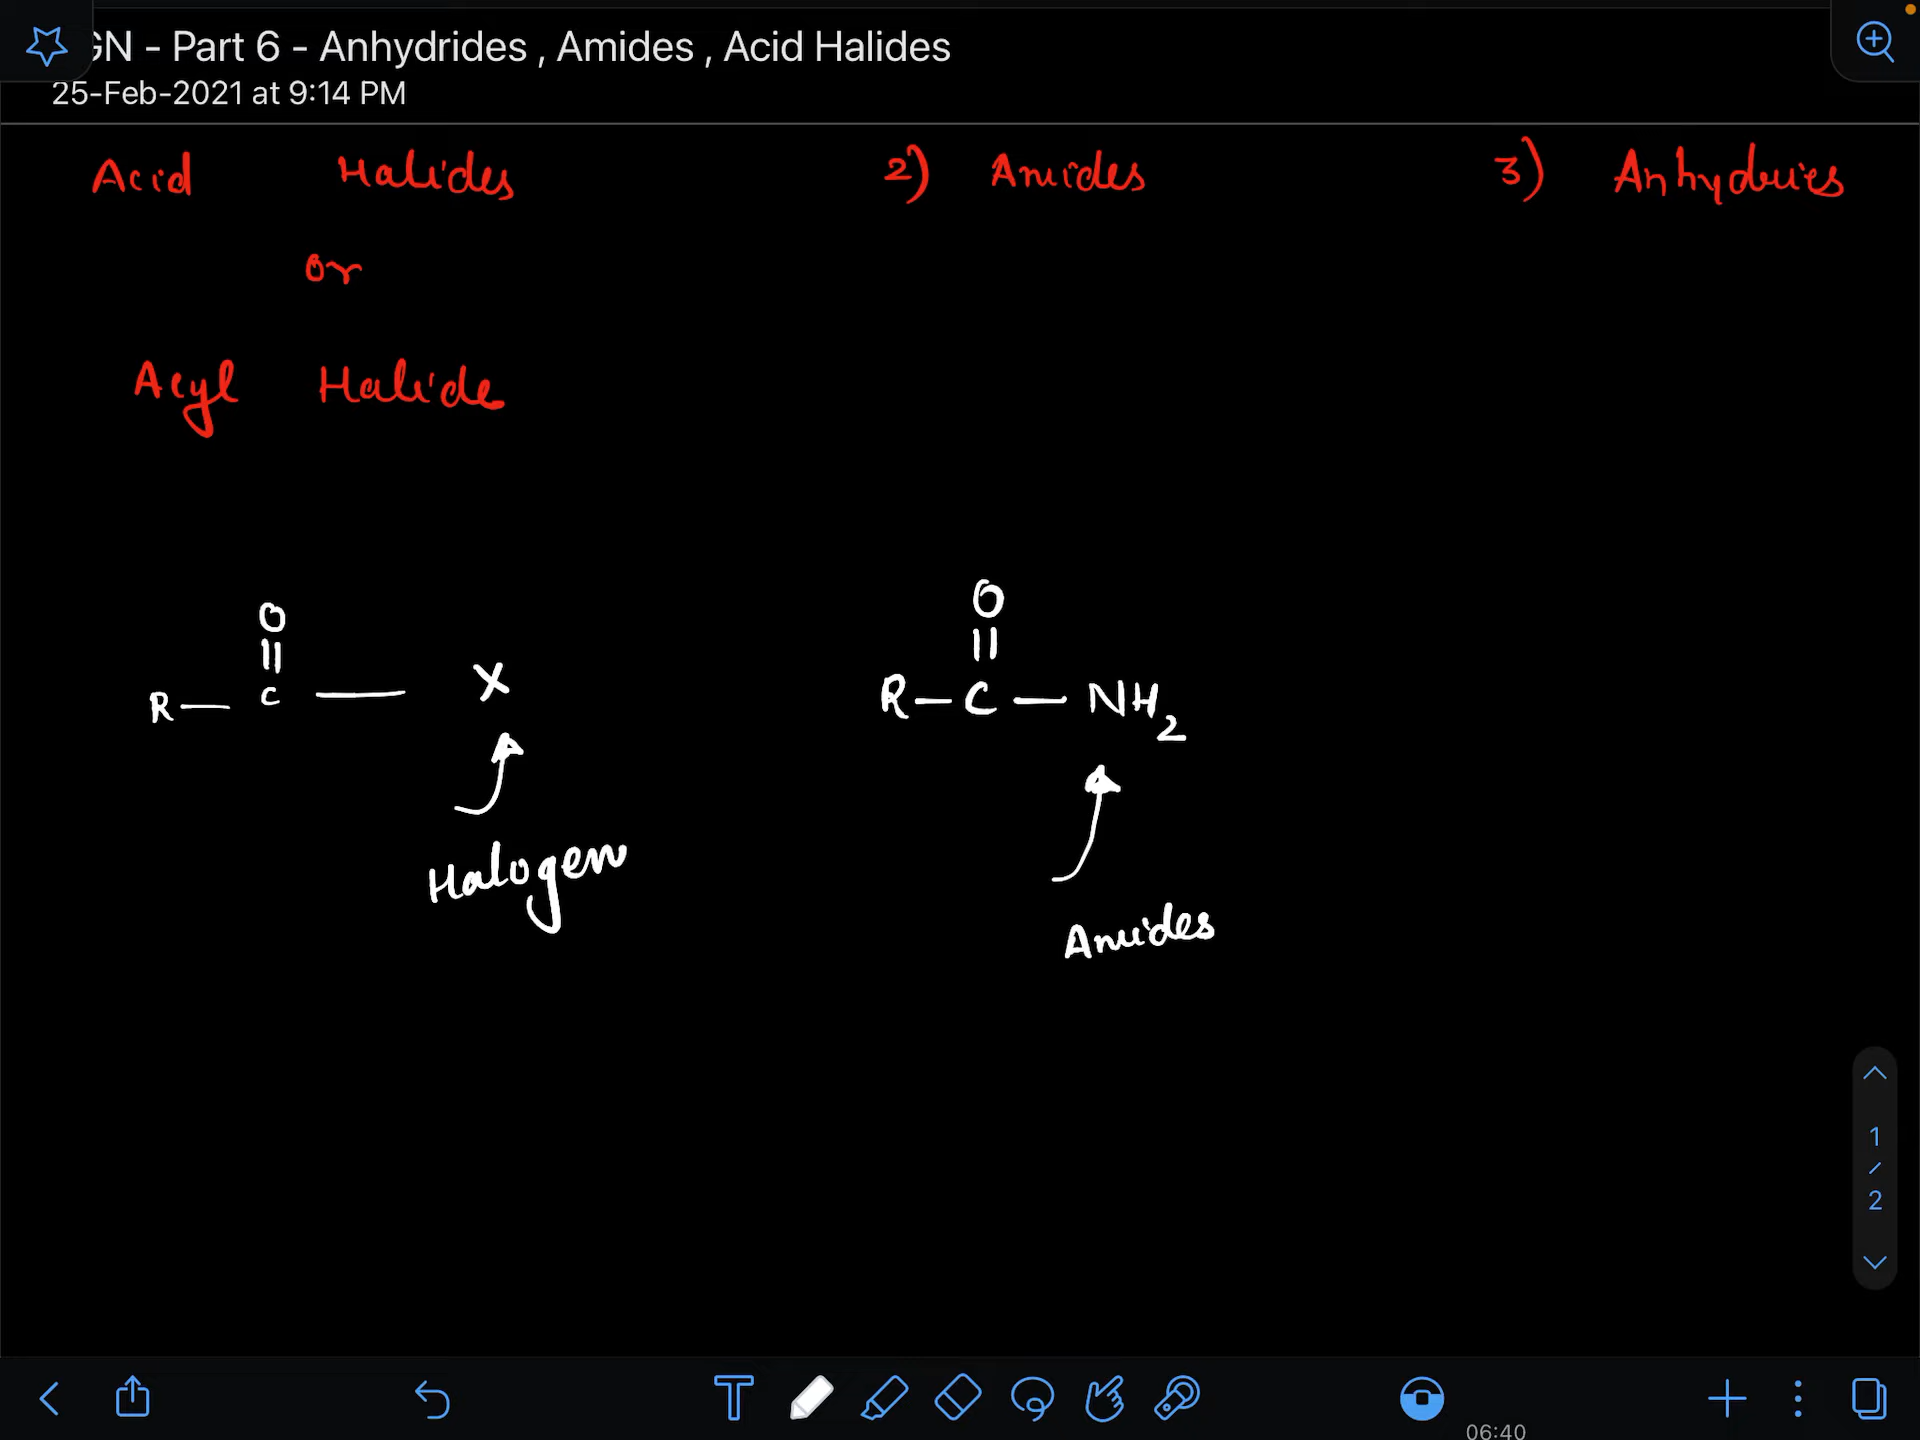 GN - Part 6 - Anhydrides , Amides , Acid Halides
25-Feb-2021 at 9:14 PM
Acid Halides 2) Amides 3) Anhydries
or
Acyl Halide
O O
|| ||
R — C — X R — C — NH2
Halogen
Amides
1
/
2
T
06:40